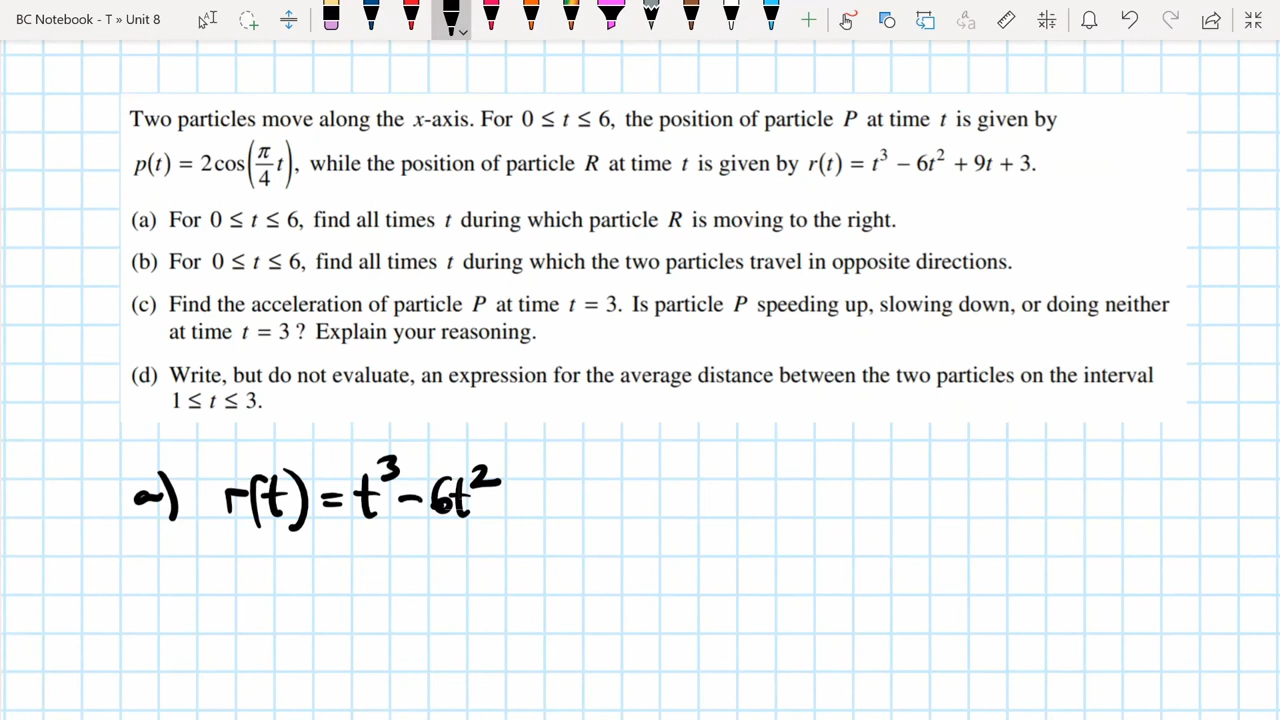 BC Notebook - T » Unit 8
Two particles move along the x-axis. For 0 ≤ t ≤ 6, the position of particle P at time t is given by
p(t) = 2cos(π/4 t), while the position of particle R at time t is given by r(t) = t³ − 6t² + 9t + 3.
(a) For 0 ≤ t ≤ 6, find all times t during which particle R is moving to the right.
(b) For 0 ≤ t ≤ 6, find all times t during which the two particles travel in opposite directions.
(c) Find the acceleration of particle P at time t = 3. Is particle P speeding up, slowing down, or doing neither
at time t = 3 ? Explain your reasoning.
(d) Write, but do not evaluate, an expression for the average distance between the two particles on the interval
1 ≤ t ≤ 3.
a) r(t) = t³ − 6t²